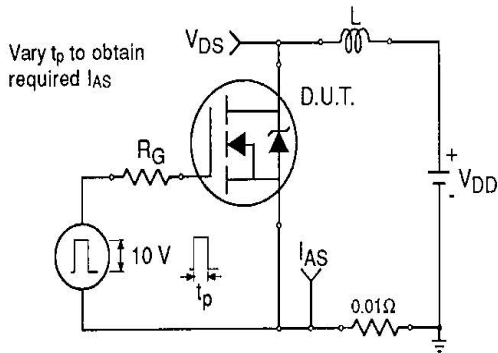 Vary tp to obtain
required IAS
VDS
L
D.U.T.
RG
+
VDD
-
10 V
tp
IAS
0.01Ω